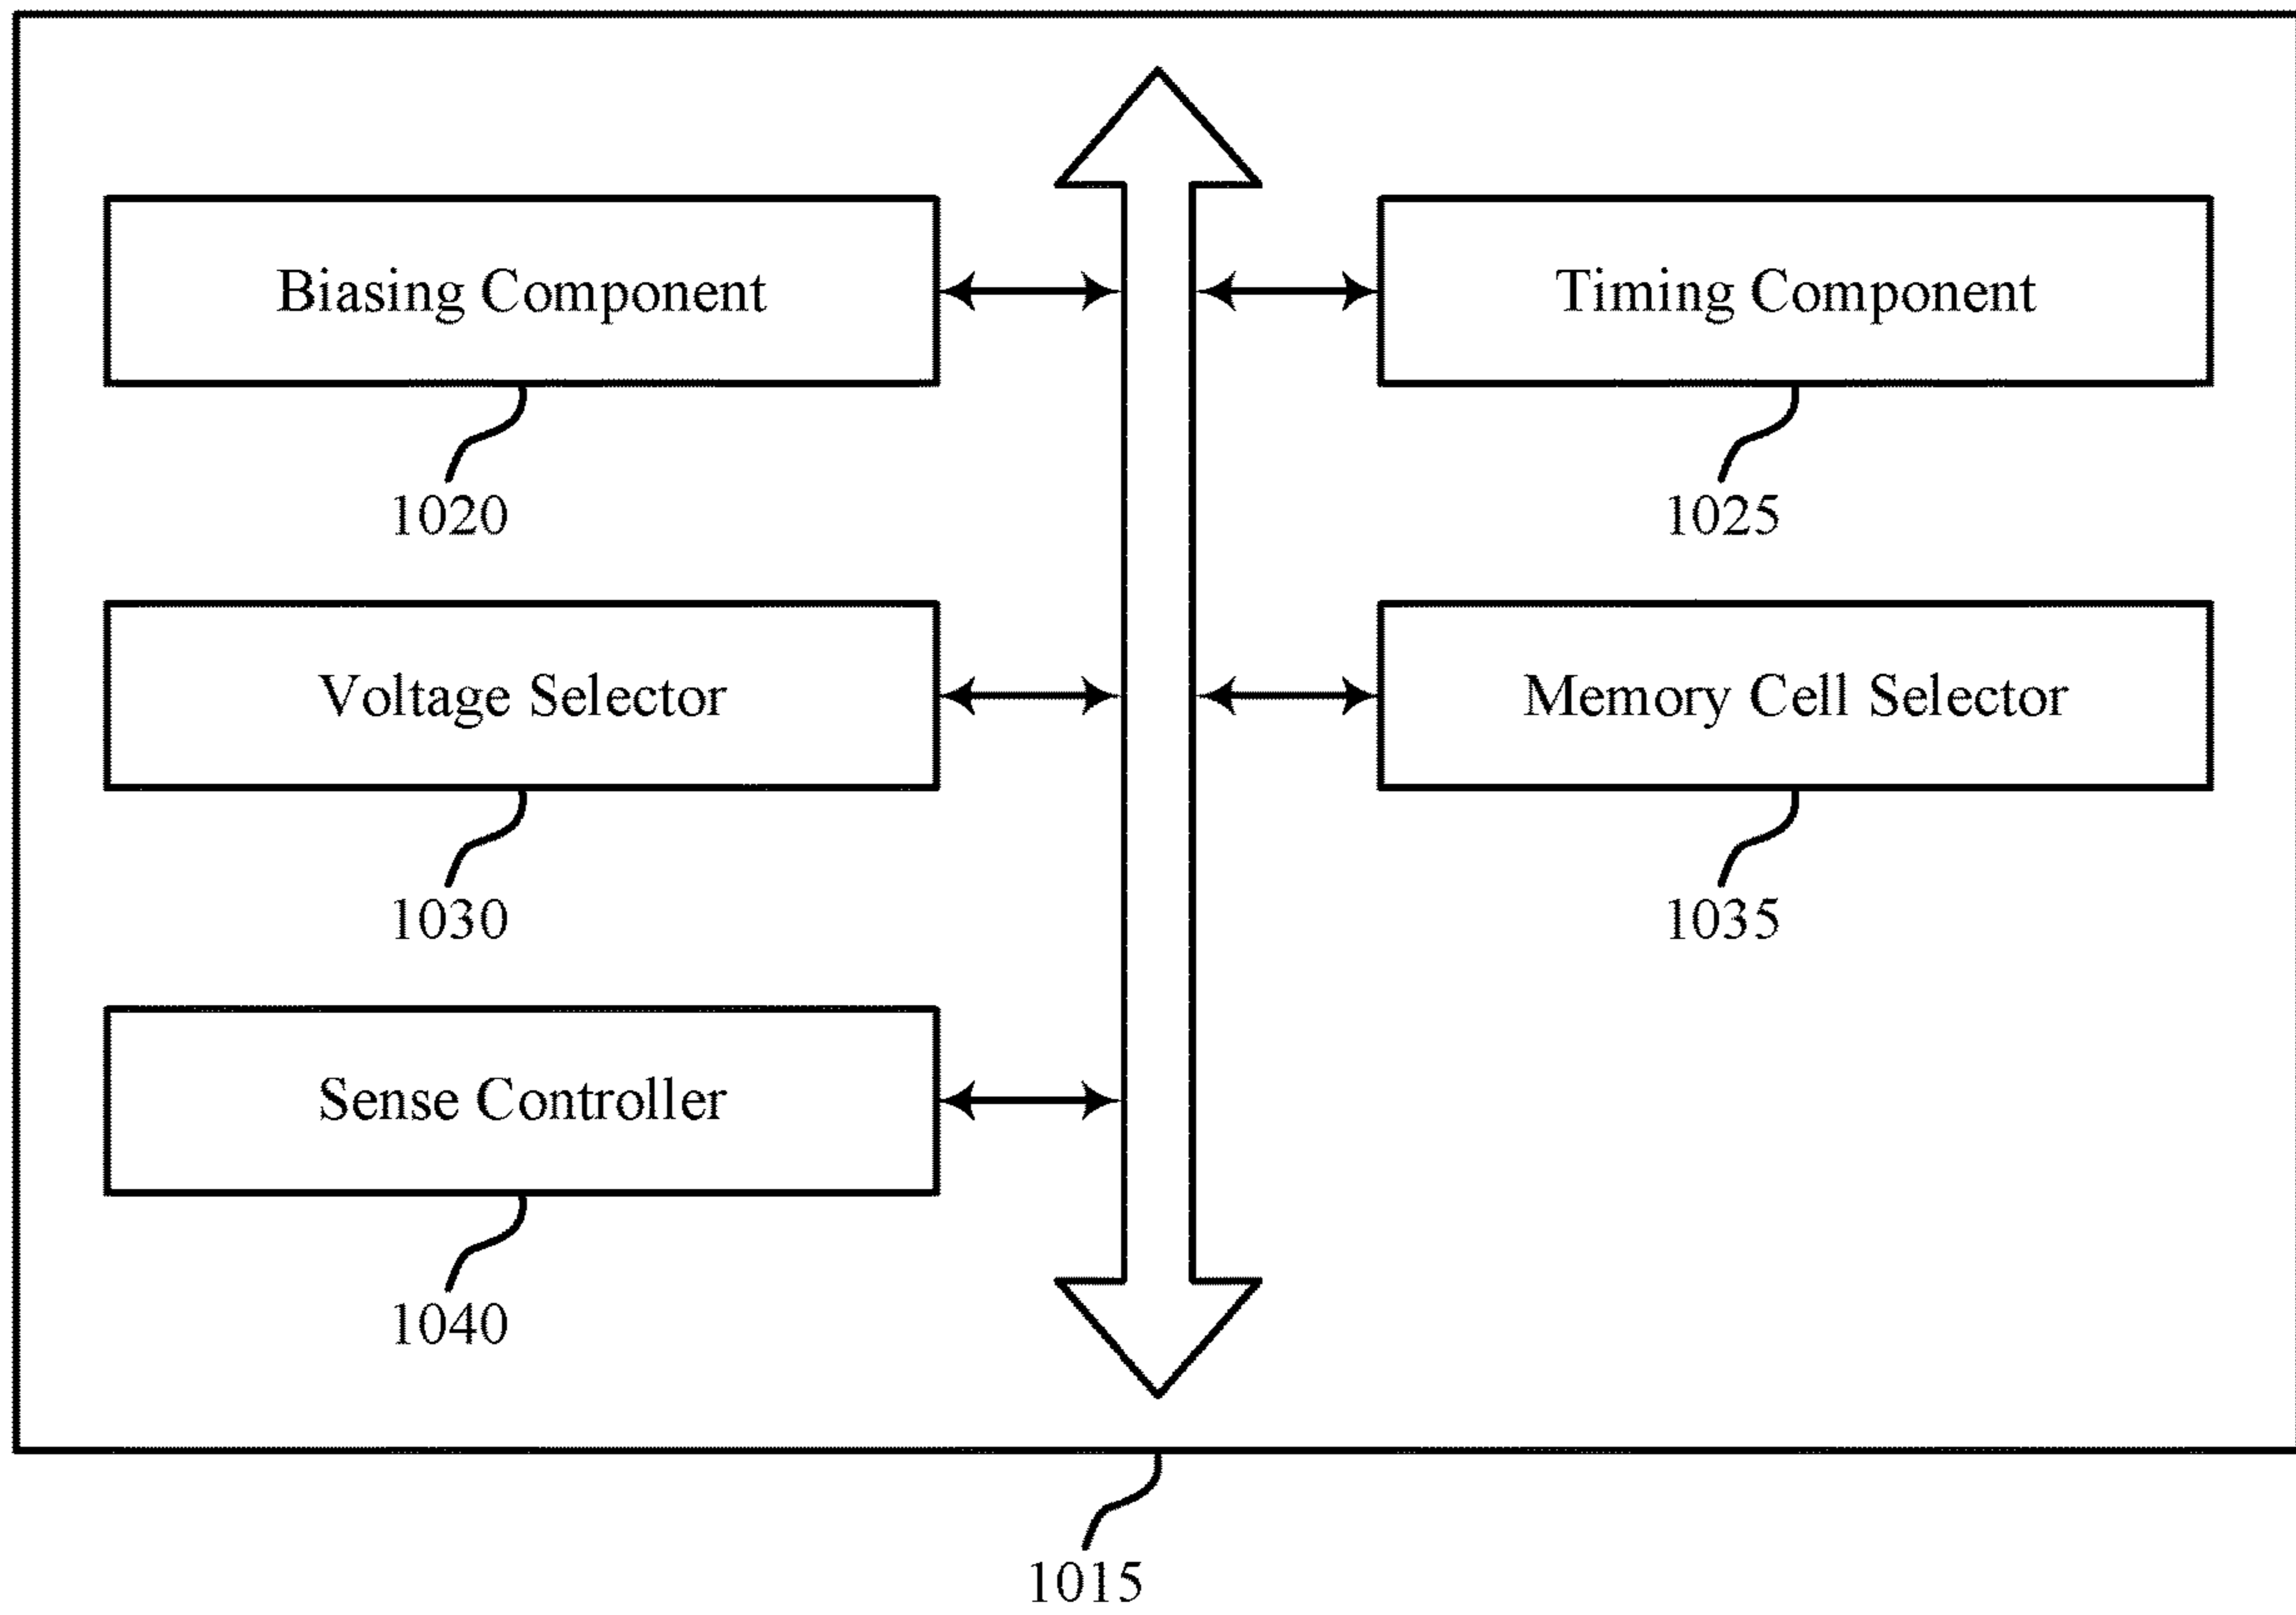 Biasing Component
Timing Component
1020
1025
Voltage Selector
Memory Cell Selector
1030
1035
Sense Controller
1040
1015